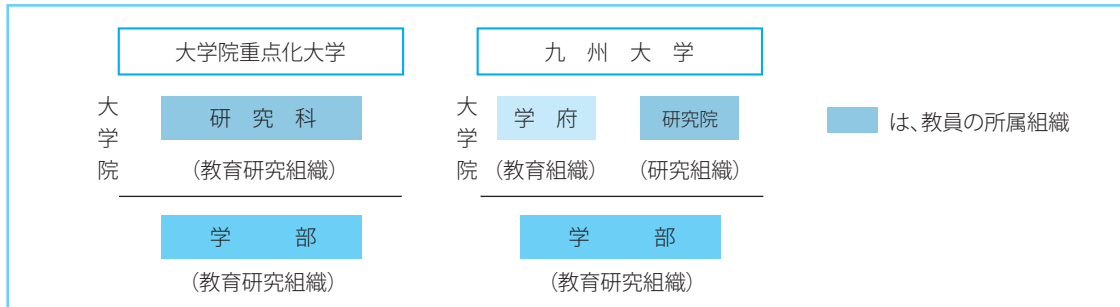 大学院重点化大学
大学院
研究科
(教育研究組織)
学部
(教育研究組織)
九州大学
大学院
学府
研究院
(教育組織)
(研究組織)
学部
(教育研究組織)
は、教員の所属組織